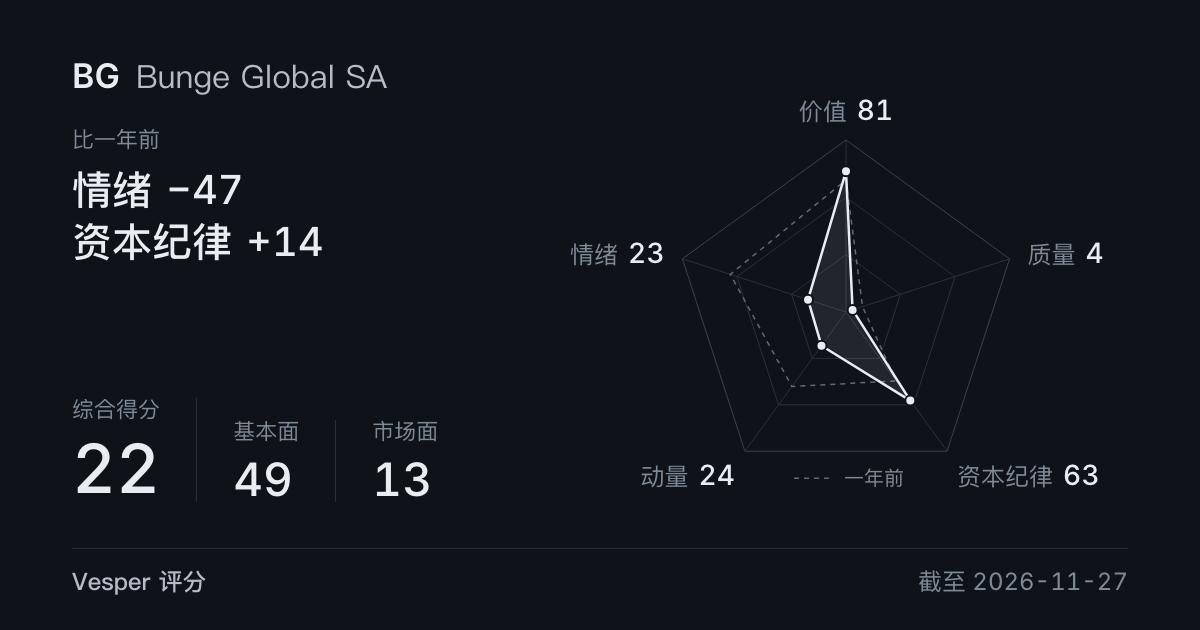 BG Bunge Global SA
比一年前
情绪 −47
资本纪律 +14
综合得分
22
基本面
49
市场面
13
价值 81
情绪 23
质量 4
动量 24
一年前
资本纪律 63
Vesper 评分
截至 2026-11-27